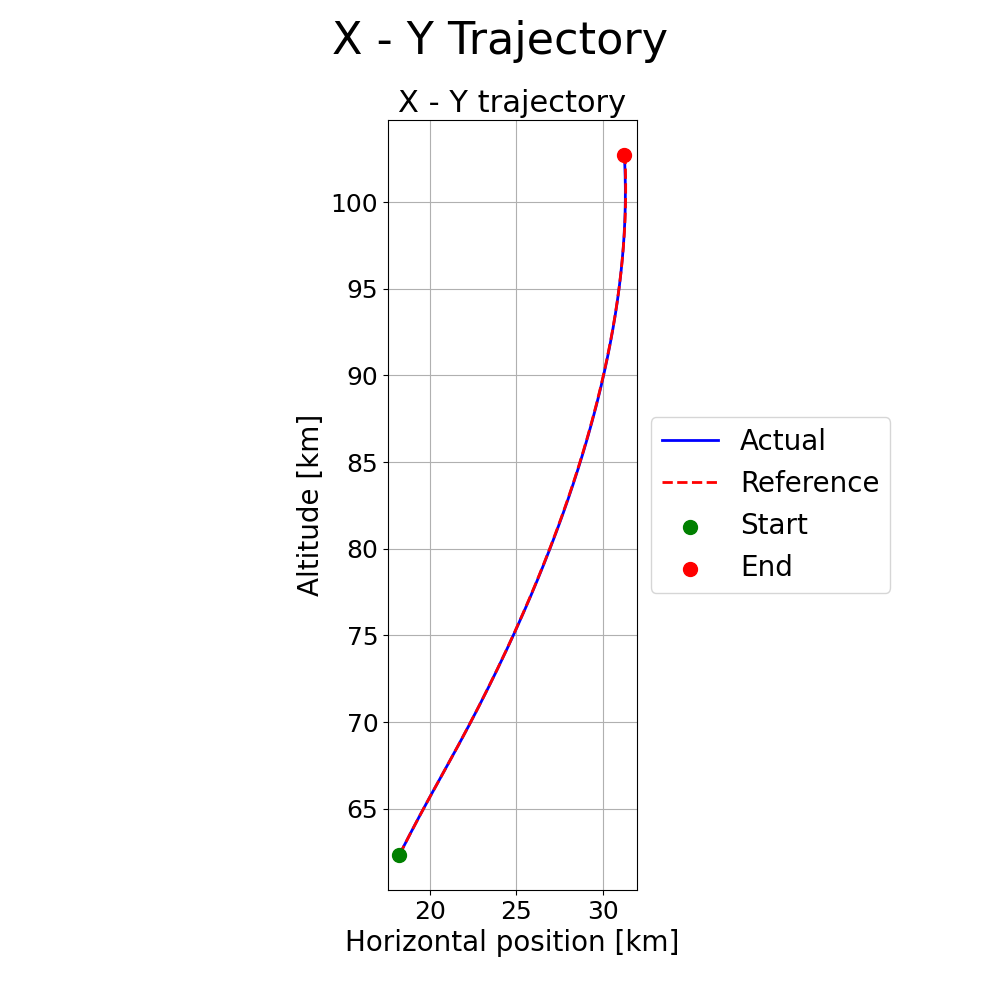 X - Y Trajectory
X - Y trajectory
Altitude [km]
100
95
90
85
80
75
70
65
20 25 30
Horizontal position [km]
Actual
Reference
Start
End